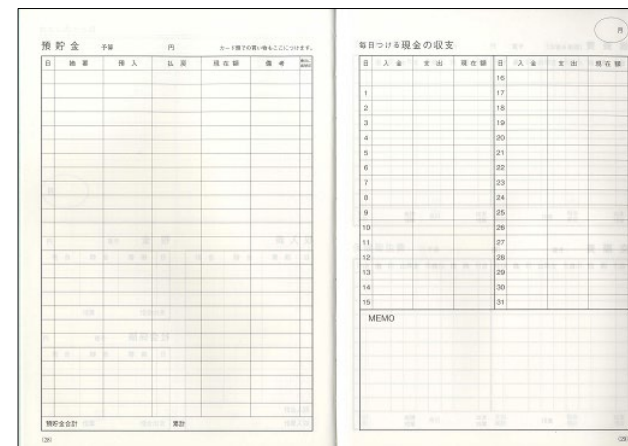 預貯金 予算 円 カード類での買い物もここにつけます。
日 摘要 預入 払戻 現在額 備考
預貯金合計 累計
(28)
月
毎日つける現金の収支
日 入金 支出 現在額 日 入金 支出 現在額
16
1 17
2 18
3 19
4 20
5 21
6 22
7 23
8 24
9 25
10 26
11 27
12 28
13 29
14 30
15 31
MEMO
(29)